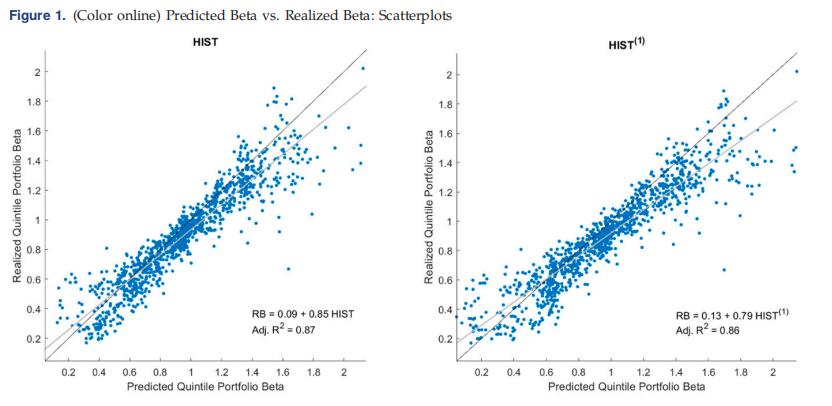 Figure 1. (Color online) Predicted Beta vs. Realized Beta: Scatterplots
HIST
Realized Quintile Portfolio Beta
2
1.8
1.6
1.4
1.2
1
0.8
0.6
0.4
0.2
RB = 0.09 + 0.85 HIST
Adj. R² = 0.87
0.2 0.4 0.6 0.8 1 1.2 1.4 1.6 1.8 2
Predicted Quintile Portfolio Beta
HIST⁽¹⁾
Realized Quintile Portfolio Beta
2
1.8
1.6
1.4
1.2
1
0.8
0.6
0.4
0.2
RB = 0.13 + 0.79 HIST⁽¹⁾
Adj. R² = 0.86
0.2 0.4 0.6 0.8 1 1.2 1.4 1.6 1.8 2
Predicted Quintile Portfolio Beta